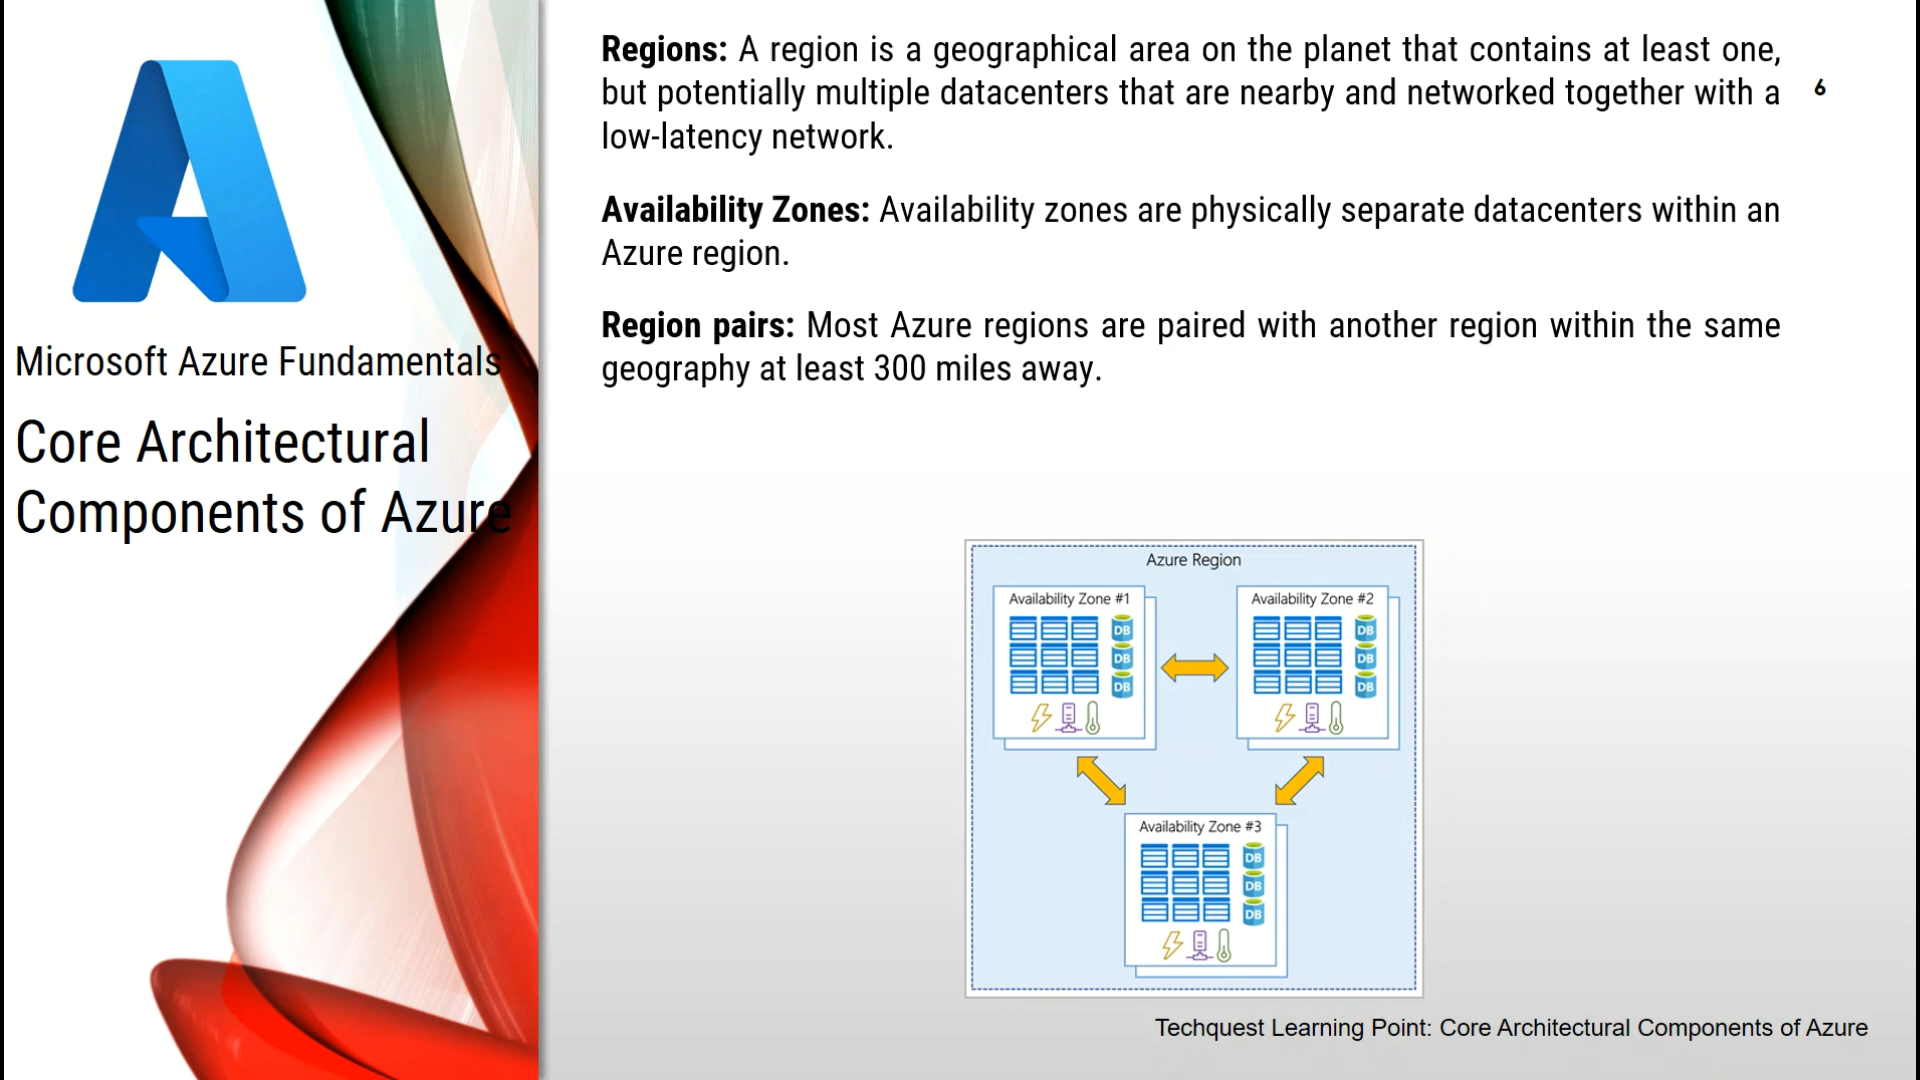 Microsoft Azure Fundamentals
Core Architectural
Components of Azure
Regions: A region is a geographical area on the planet that contains at least one,
but potentially multiple datacenters that are nearby and networked together with a
low-latency network.
6
Availability Zones: Availability zones are physically separate datacenters within an
Azure region.
Region pairs: Most Azure regions are paired with another region within the same
geography at least 300 miles away.
Azure Region
Availability Zone #1
DB
DB
DB
Availability Zone #2
DB
DB
DB
Availability Zone #3
DB
DB
DB
Techquest Learning Point: Core Architectural Components of Azure